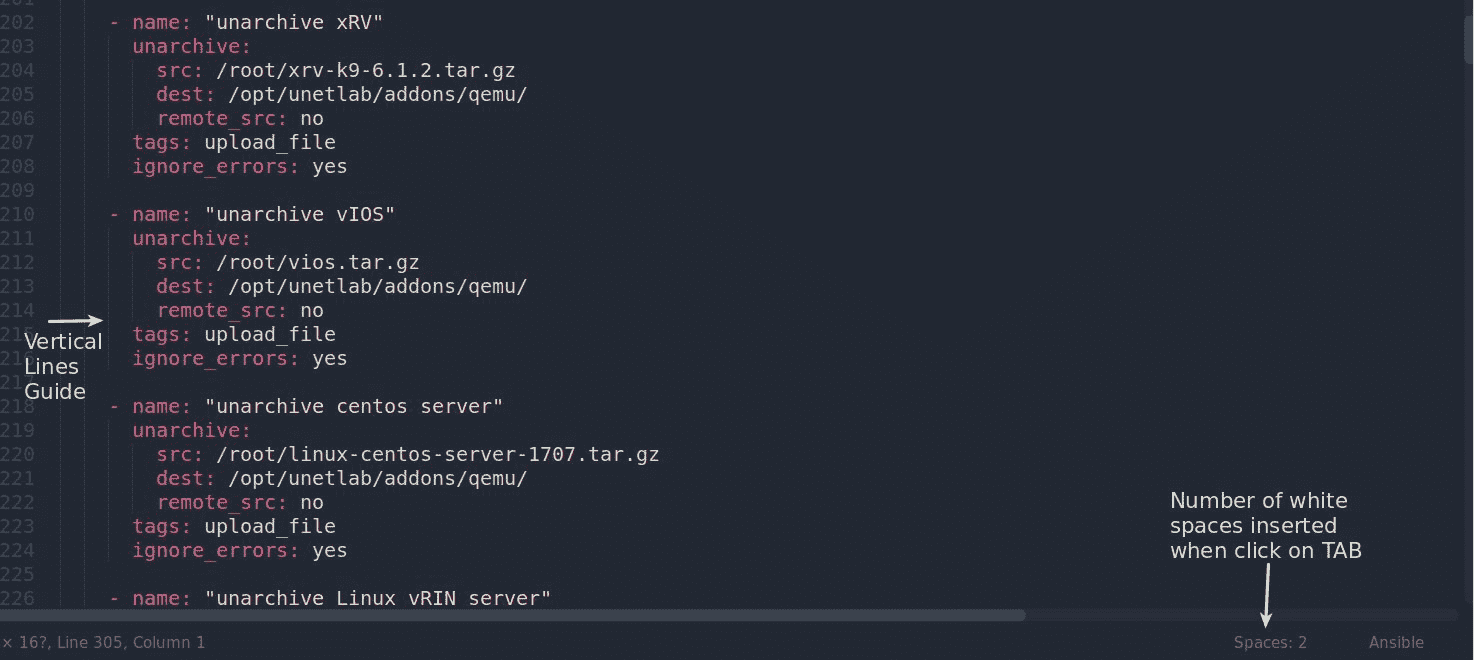 201
202 - name: "unarchive xRV"
203 unarchive:
204 src: /root/xrv-k9-6.1.2.tar.gz
205 dest: /opt/unetlab/addons/qemu/
206 remote_src: no
207 tags: upload_file
208 ignore_errors: yes
209
210 - name: "unarchive vIOS"
211 unarchive:
212 src: /root/vios.tar.gz
213 dest: /opt/unetlab/addons/qemu/
214 remote_src: no
215 tags: upload_file
216 ignore_errors: yes
217
Vertical
Lines
Guide
218 - name: "unarchive centos server"
219 unarchive:
220 src: /root/linux-centos-server-1707.tar.gz
221 dest: /opt/unetlab/addons/qemu/
222 remote_src: no
223 tags: upload_file
224 ignore_errors: yes
225
226 - name: "unarchive Linux vRIN server"
Number of white
spaces inserted
when click on TAB
× 16?, Line 305, Column 1 Spaces: 2 Ansible